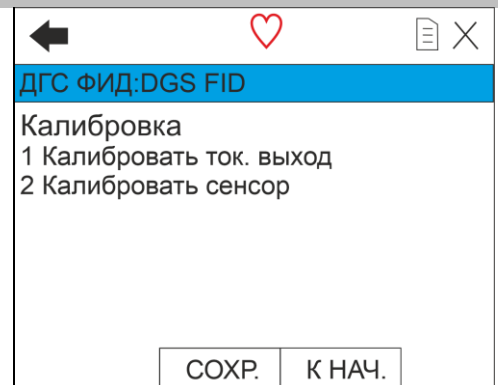 ДГС ФИД:DGS FID
Калибровка
1 Калибровать ток. выход
2 Калибровать сенсор
СОХР.
К НАЧ.